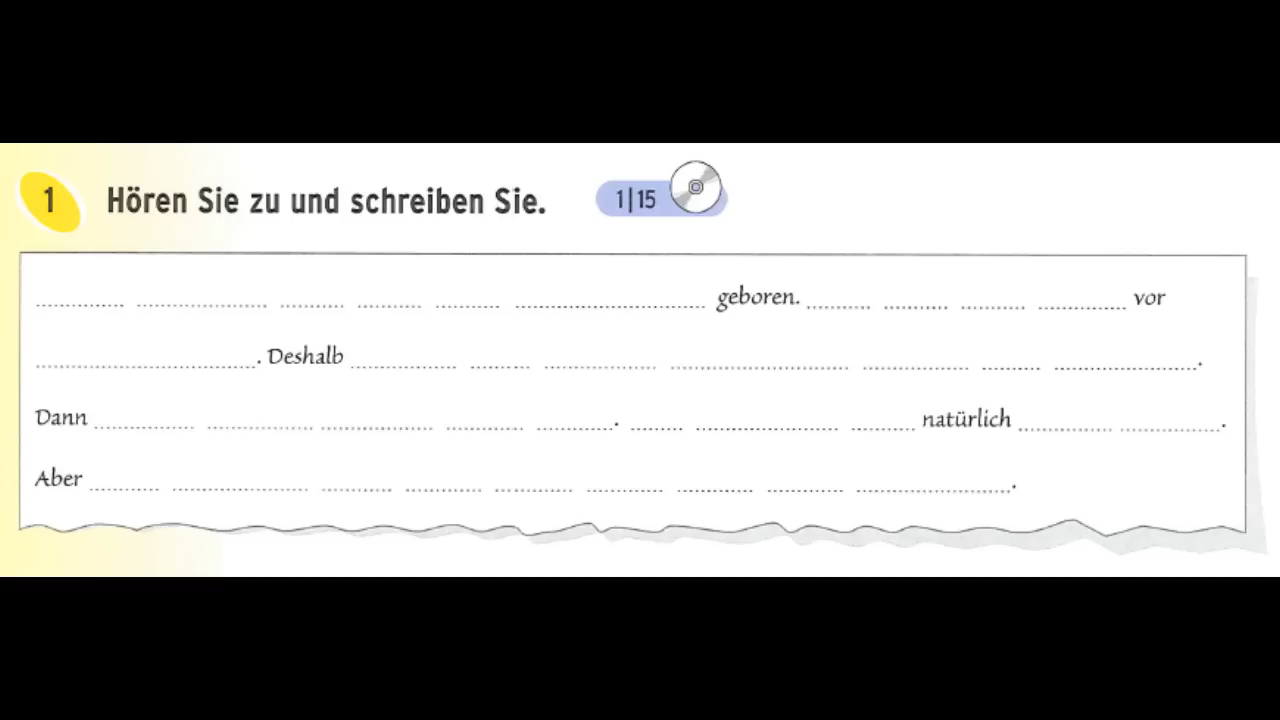 1 Hören Sie zu und schreiben Sie. 1|15
geboren. vor
. Deshalb .
Dann . natürlich .
Aber .